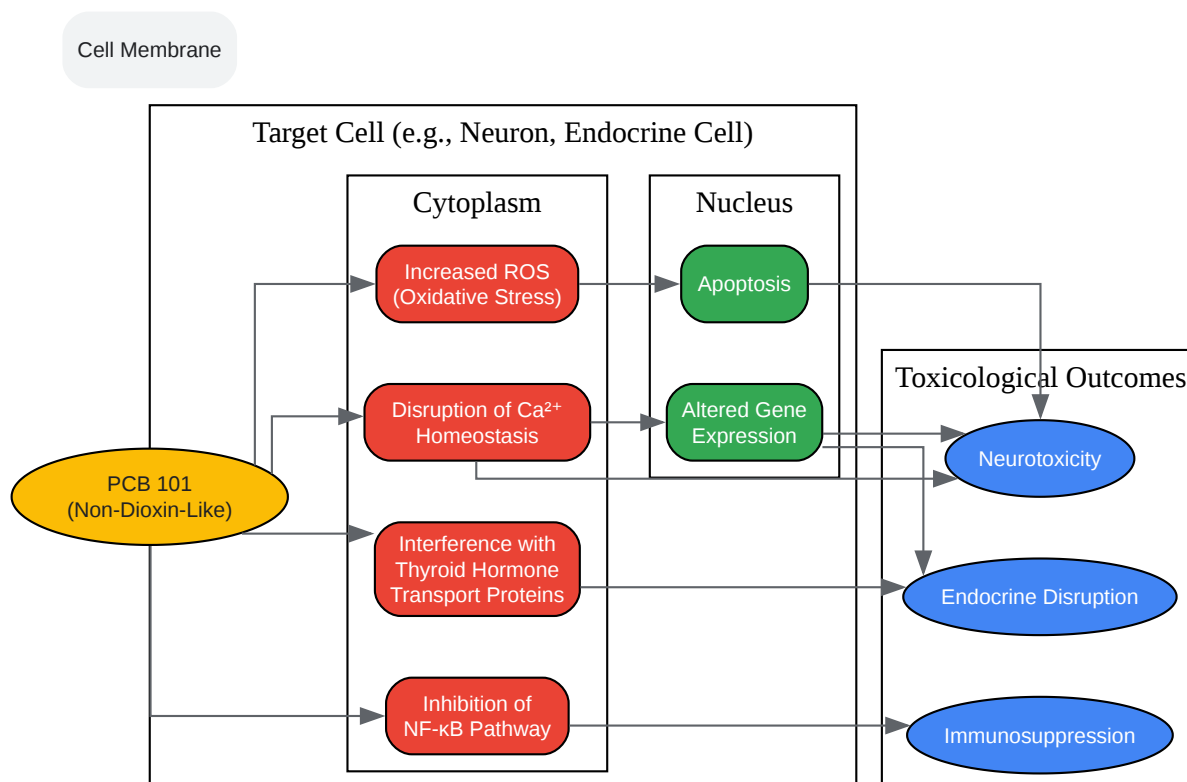 Cell Membrane
Target Cell (e.g., Neuron, Endocrine Cell)
Cytoplasm
Nucleus
Increased ROS
(Oxidative Stress)
Apoptosis
Toxicological Outcomes
Disruption of Ca²⁺
Homeostasis
Altered Gene
Expression
Neurotoxicity
PCB 101
(Non-Dioxin-Like)
Interference with
Thyroid Hormone
Transport Proteins
Endocrine Disruption
Inhibition of
NF-κB Pathway
Immunosuppression